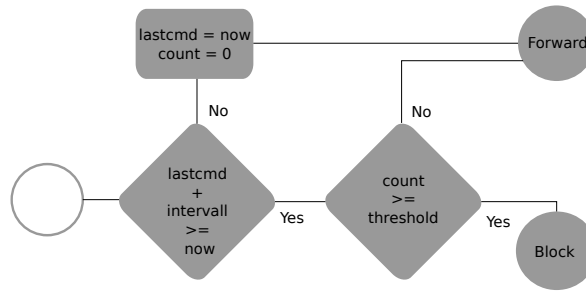 lastcmd = now
count = 0
Forward
No
No
lastcmd
+
intervall
>=
now
Yes
count
>=
threshold
Yes
Block